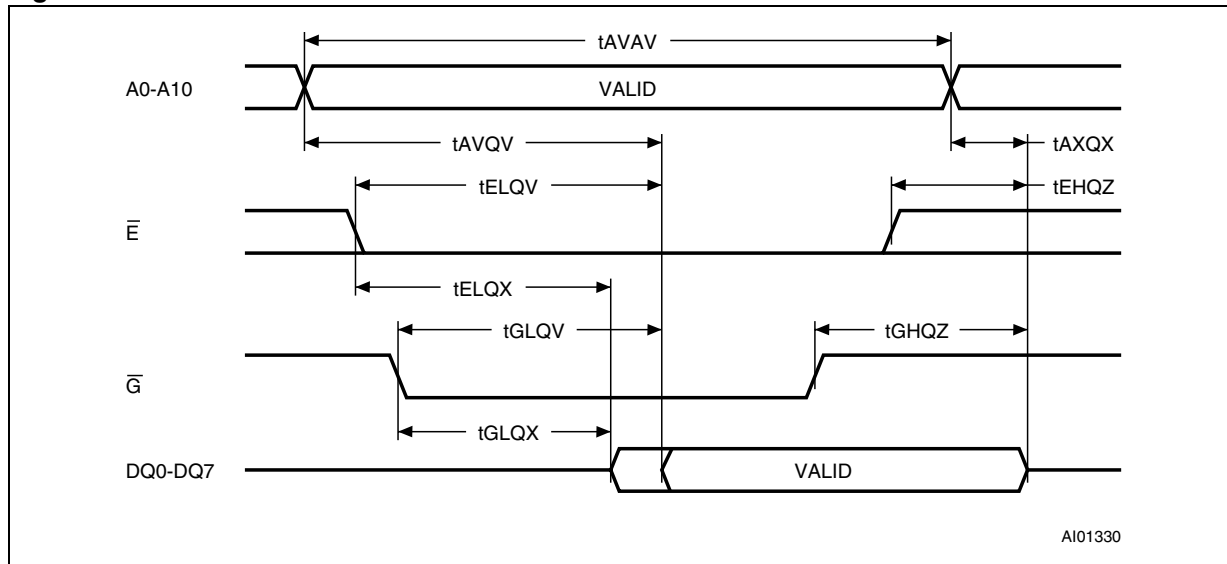 tAVAV
A0-A10
VALID
tAVQV
tAXQX
tELQV
tEHQZ
E̅
tELQX
tGLQV
tGHQZ
G̅
tGLQX
DQ0-DQ7
VALID
AI01330